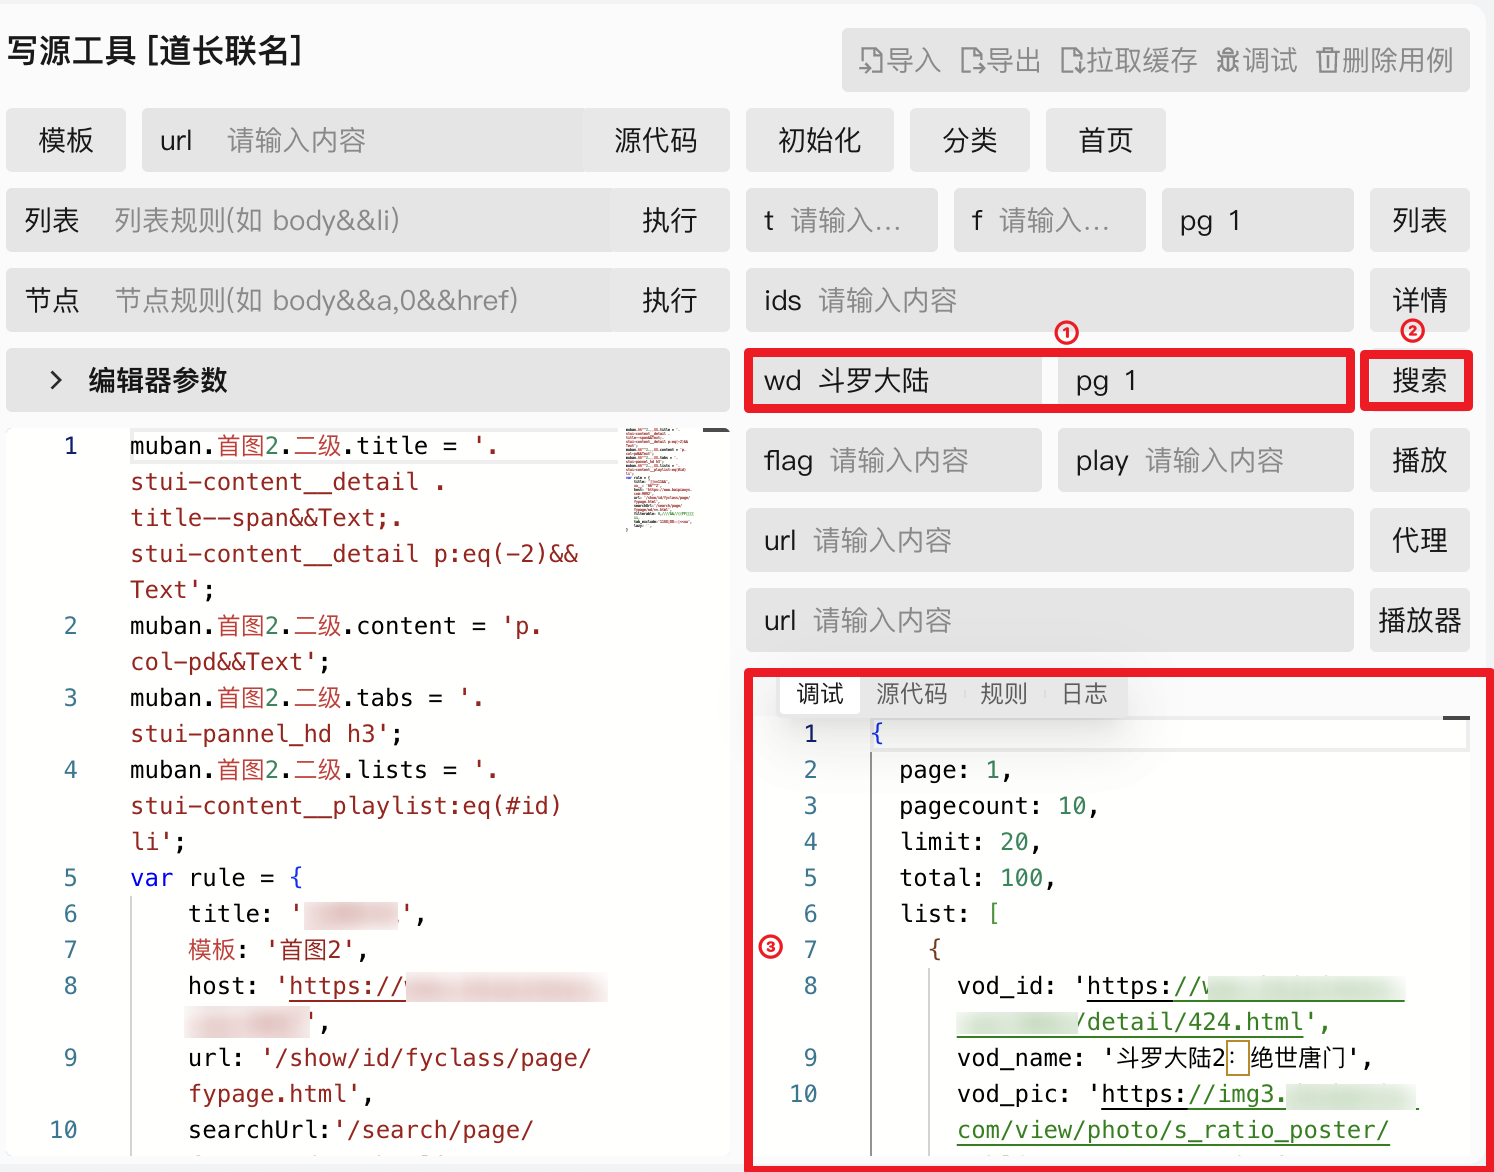 写源工具 [道长联名]
导入 导出 拉取缓存 调试 删除用例
模板 url 请输入内容 源代码 初始化 分类 首页
列表 列表规则(如 body&&li) 执行 t 请输入... f 请输入... pg 1 列表
节点 节点规则(如 body&&a,0&&href) 执行 ids 请输入内容 详情
① ②
编辑器参数 wd 斗罗大陆 pg 1 搜索
flag 请输入内容 play 请输入内容 播放
url 请输入内容 代理
url 请输入内容 播放器
1 muban.首图2.二级.title = '.
stui-content__detail .
title--span&&Text;.
stui-content__detail p:eq(-2)&&
Text';
2 muban.首图2.二级.content = 'p.
col-pd&&Text';
3 muban.首图2.二级.tabs = '.
stui-pannel_hd h3';
4 muban.首图2.二级.lists = '.
stui-content__playlist:eq(#id)
li';
5 var rule = {
6 title: '',
7 模板: '首图2',
8 host: 'https://
',
9 url: '/show/id/fyclass/page/
fypage.html',
10 searchUrl:'/search/page/
调试 源代码 规则 日志
1 {
2 page: 1,
3 pagecount: 10,
4 limit: 20,
5 total: 100,
6 list: [
③ 7 {
8 vod_id: 'https://
/detail/424.html',
9 vod_name: '斗罗大陆2：绝世唐门',
10 vod_pic: 'https://img3.
com/view/photo/s_ratio_poster/